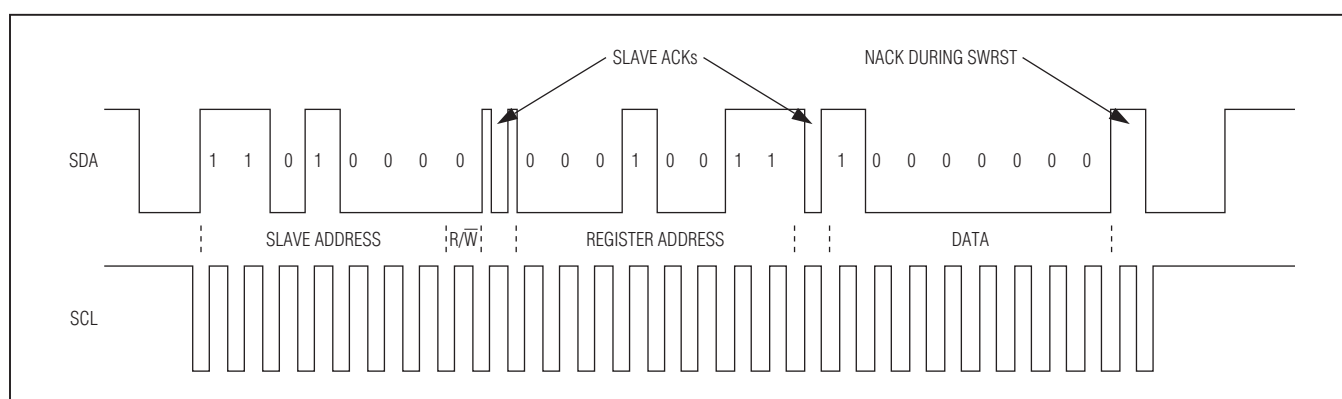 SLAVE ACKs
NACK DURING SWRST
SDA
1 1 0 1 0 0 0 0 0 0 0 1 0 0 1 1 1 0 0 0 0 0 0 0
SLAVE ADDRESS
R/W̅
REGISTER ADDRESS
DATA
SCL